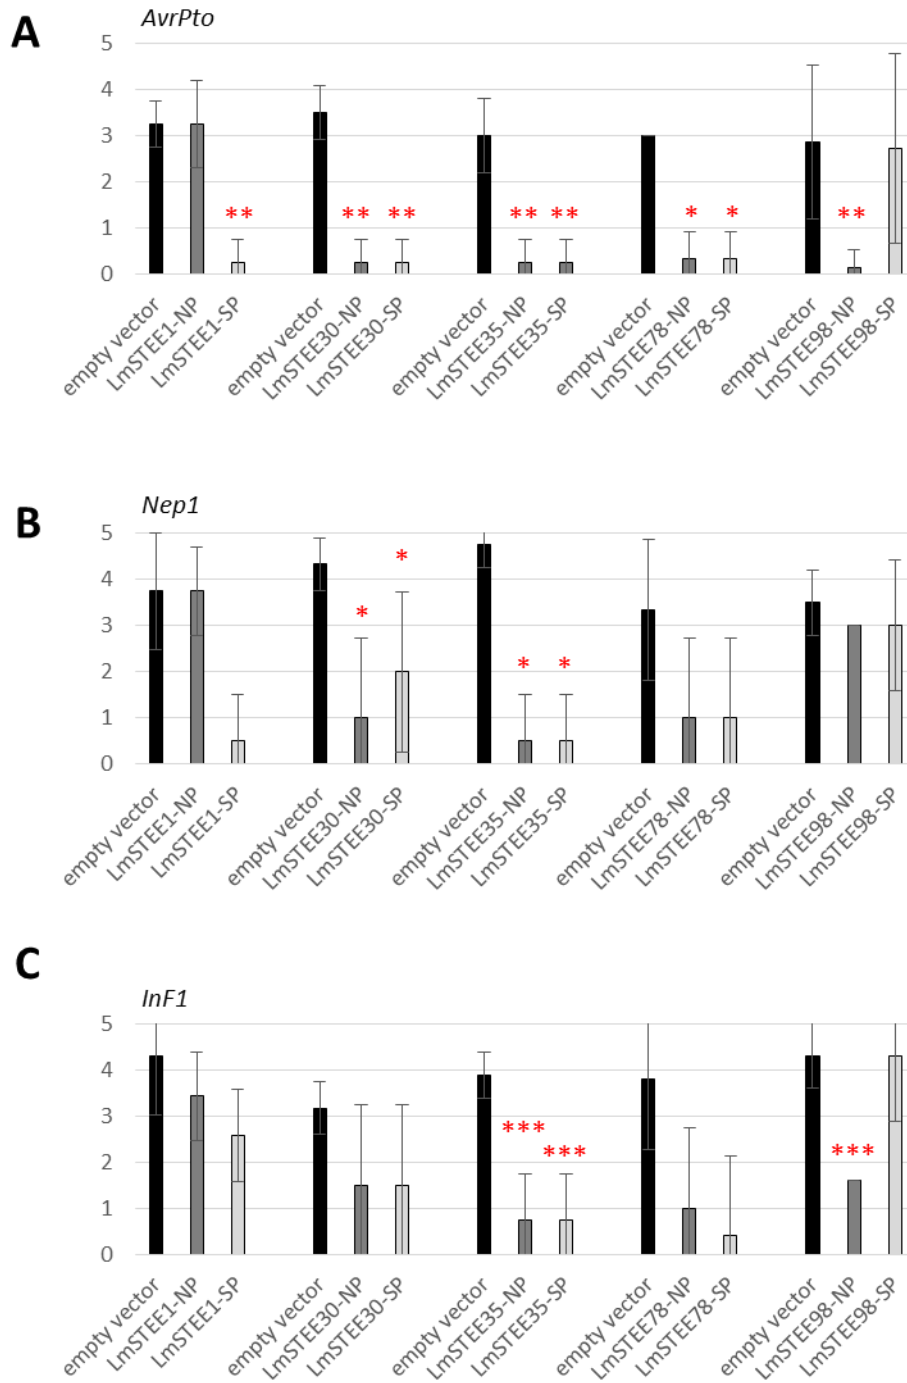 A
AvrPto
5
4
3
2
1
0
** ** ** ** ** * * **
empty vector LmSTEE1-NP LmSTEE1-SP empty vector LmSTEE30-NP LmSTEE30-SP empty vector LmSTEE35-NP LmSTEE35-SP empty vector LmSTEE78-NP LmSTEE78-SP empty vector LmSTEE98-NP LmSTEE98-SP
B
Nep1
5
4
3
2
1
0
* * * *
empty vector LmSTEE1-NP LmSTEE1-SP empty vector LmSTEE30-NP LmSTEE30-SP empty vector LmSTEE35-NP LmSTEE35-SP empty vector LmSTEE78-NP LmSTEE78-SP empty vector LmSTEE98-NP LmSTEE98-SP
C
InF1
5
4
3
2
1
0
*** *** ***
empty vector LmSTEE1-NP LmSTEE1-SP empty vector LmSTEE30-NP LmSTEE30-SP empty vector LmSTEE35-NP LmSTEE35-SP empty vector LmSTEE78-NP LmSTEE78-SP empty vector LmSTEE98-NP LmSTEE98-SP